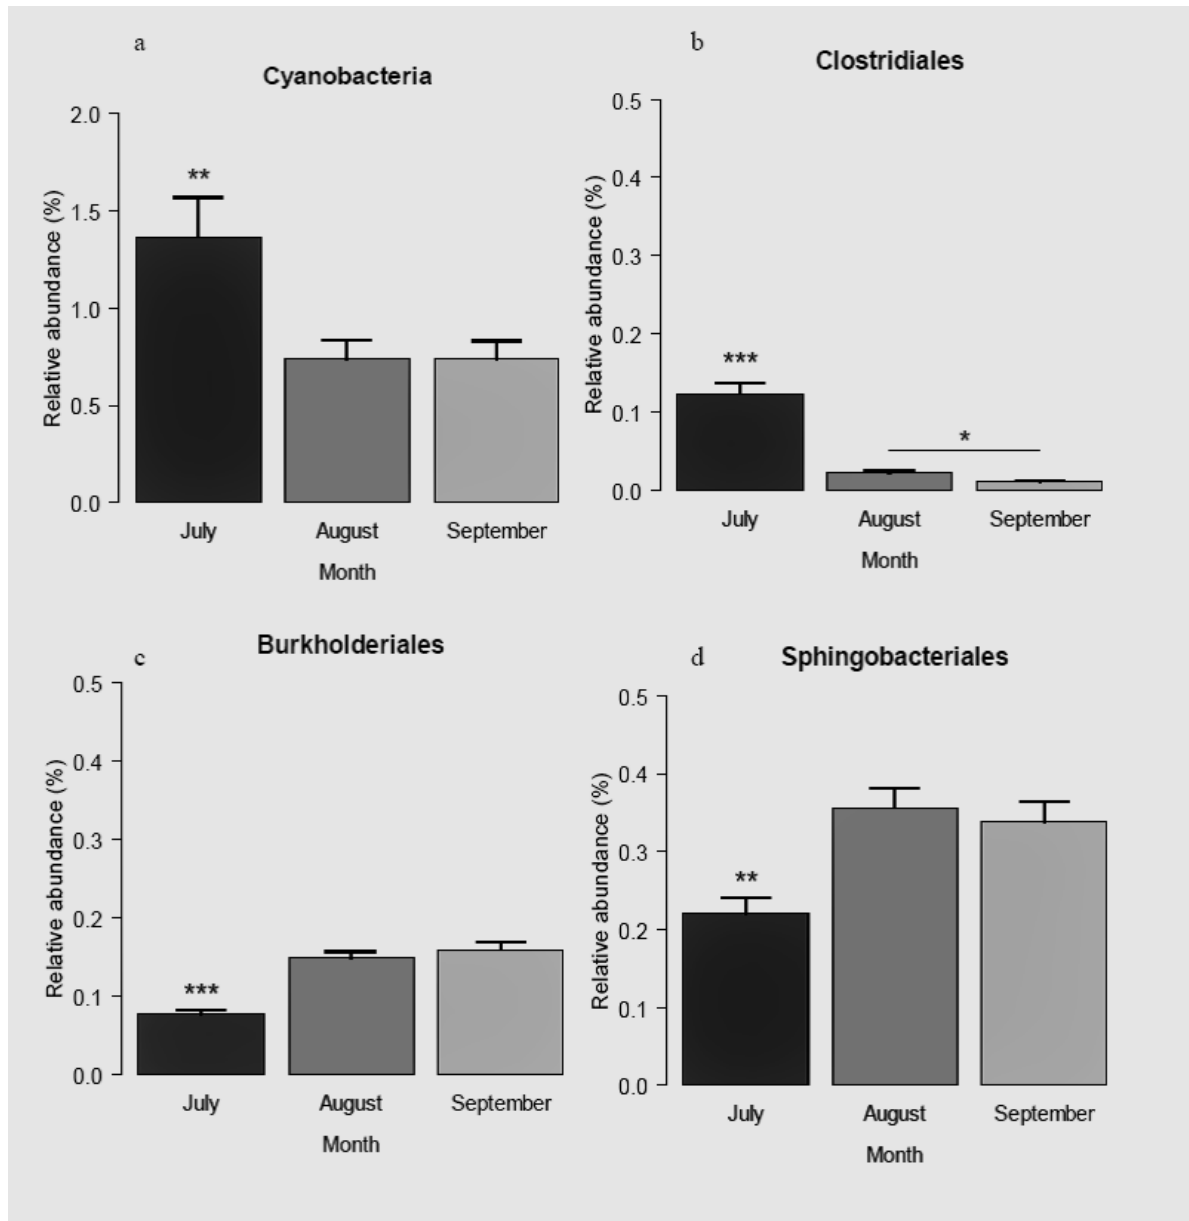 a
Cyanobacteria
Relative abundance (%)
2.0
1.5
1.0
0.5
0.0
**
July
August
September
Month
b
Clostridiales
Relative abundance (%)
0.5
0.4
0.3
0.2
0.1
0.0
***
*
July
August
September
Month
c
Burkholderiales
Relative abundance (%)
0.5
0.4
0.3
0.2
0.1
0.0
***
July
August
September
Month
d
Sphingobacteriales
Relative abundance (%)
0.5
0.4
0.3
0.2
0.1
0.0
**
July
August
September
Month